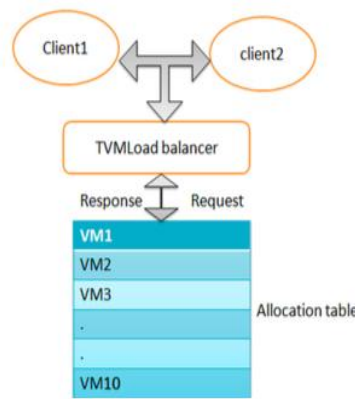 Client1
client2
TVMLoad balancer
Response
Request
VM1
VM2
VM3
.
.
VM10
Allocation table